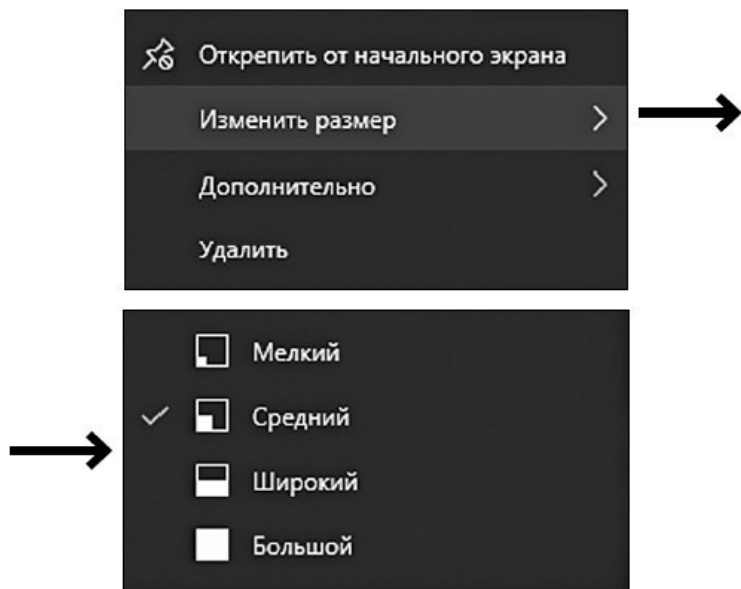 Открепить от начального экрана
Изменить размер
Дополнительно
Удалить
Мелкий
Средний
Широкий
Большой